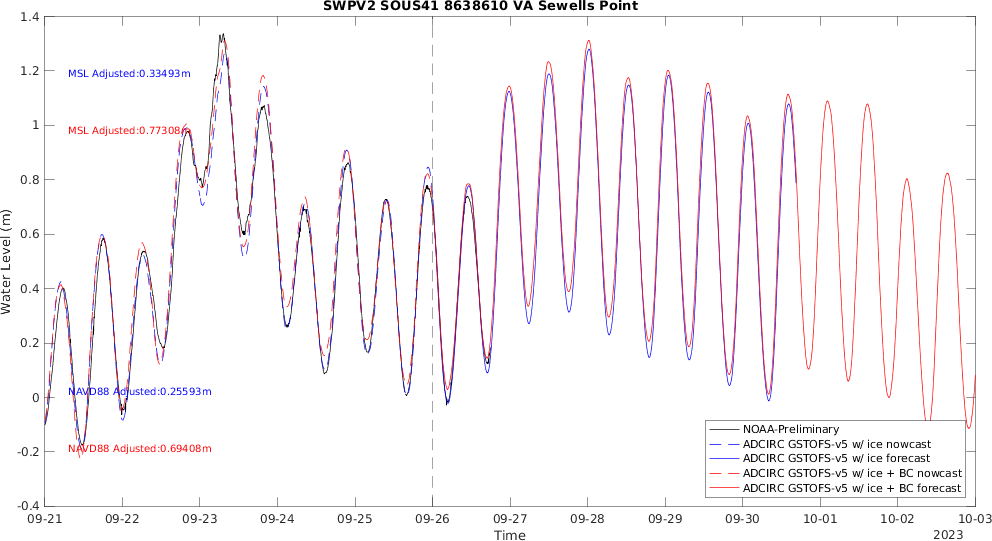 SWPV2 SOUS41 8638610 VA Sewells Point
Water Level (m)
1.4
1.2
1
0.8
0.6
0.4
0.2
0
-0.2
-0.4
MSL Adjusted:0.33493m
MSL Adjusted:0.77308m
NAVD88 Adjusted:0.25593m
NAVD88 Adjusted:0.69408m
NOAA-Preliminary
ADCIRC GSTOFS-v5 w/ ice nowcast
ADCIRC GSTOFS-v5 w/ ice forecast
ADCIRC GSTOFS-v5 w/ ice + BC nowcast
ADCIRC GSTOFS-v5 w/ ice + BC forecast
09-21 09-22 09-23 09-24 09-25 09-26 09-27 09-28 09-29 09-30 10-01 10-02 10-03
Time
2023